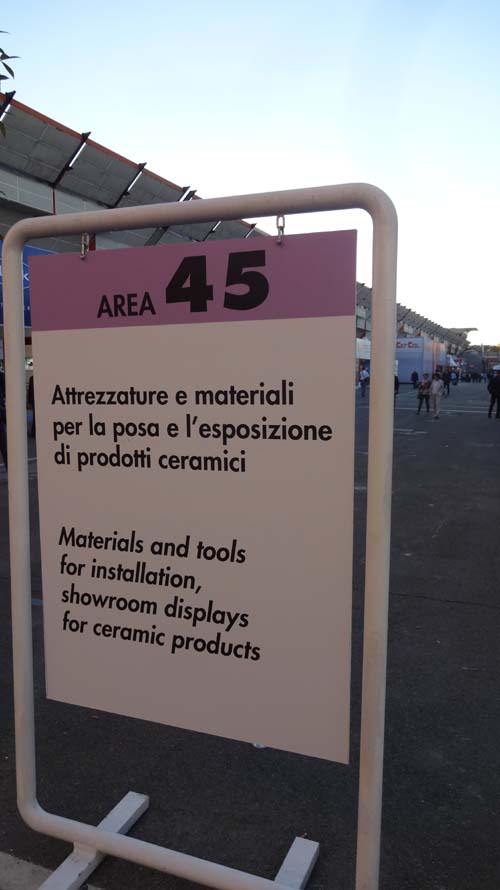 AREA 45
Attrezzature e materiali
per la posa e l'esposizione
di prodotti ceramici
Materials and tools
for installation,
showroom displays
for ceramic products